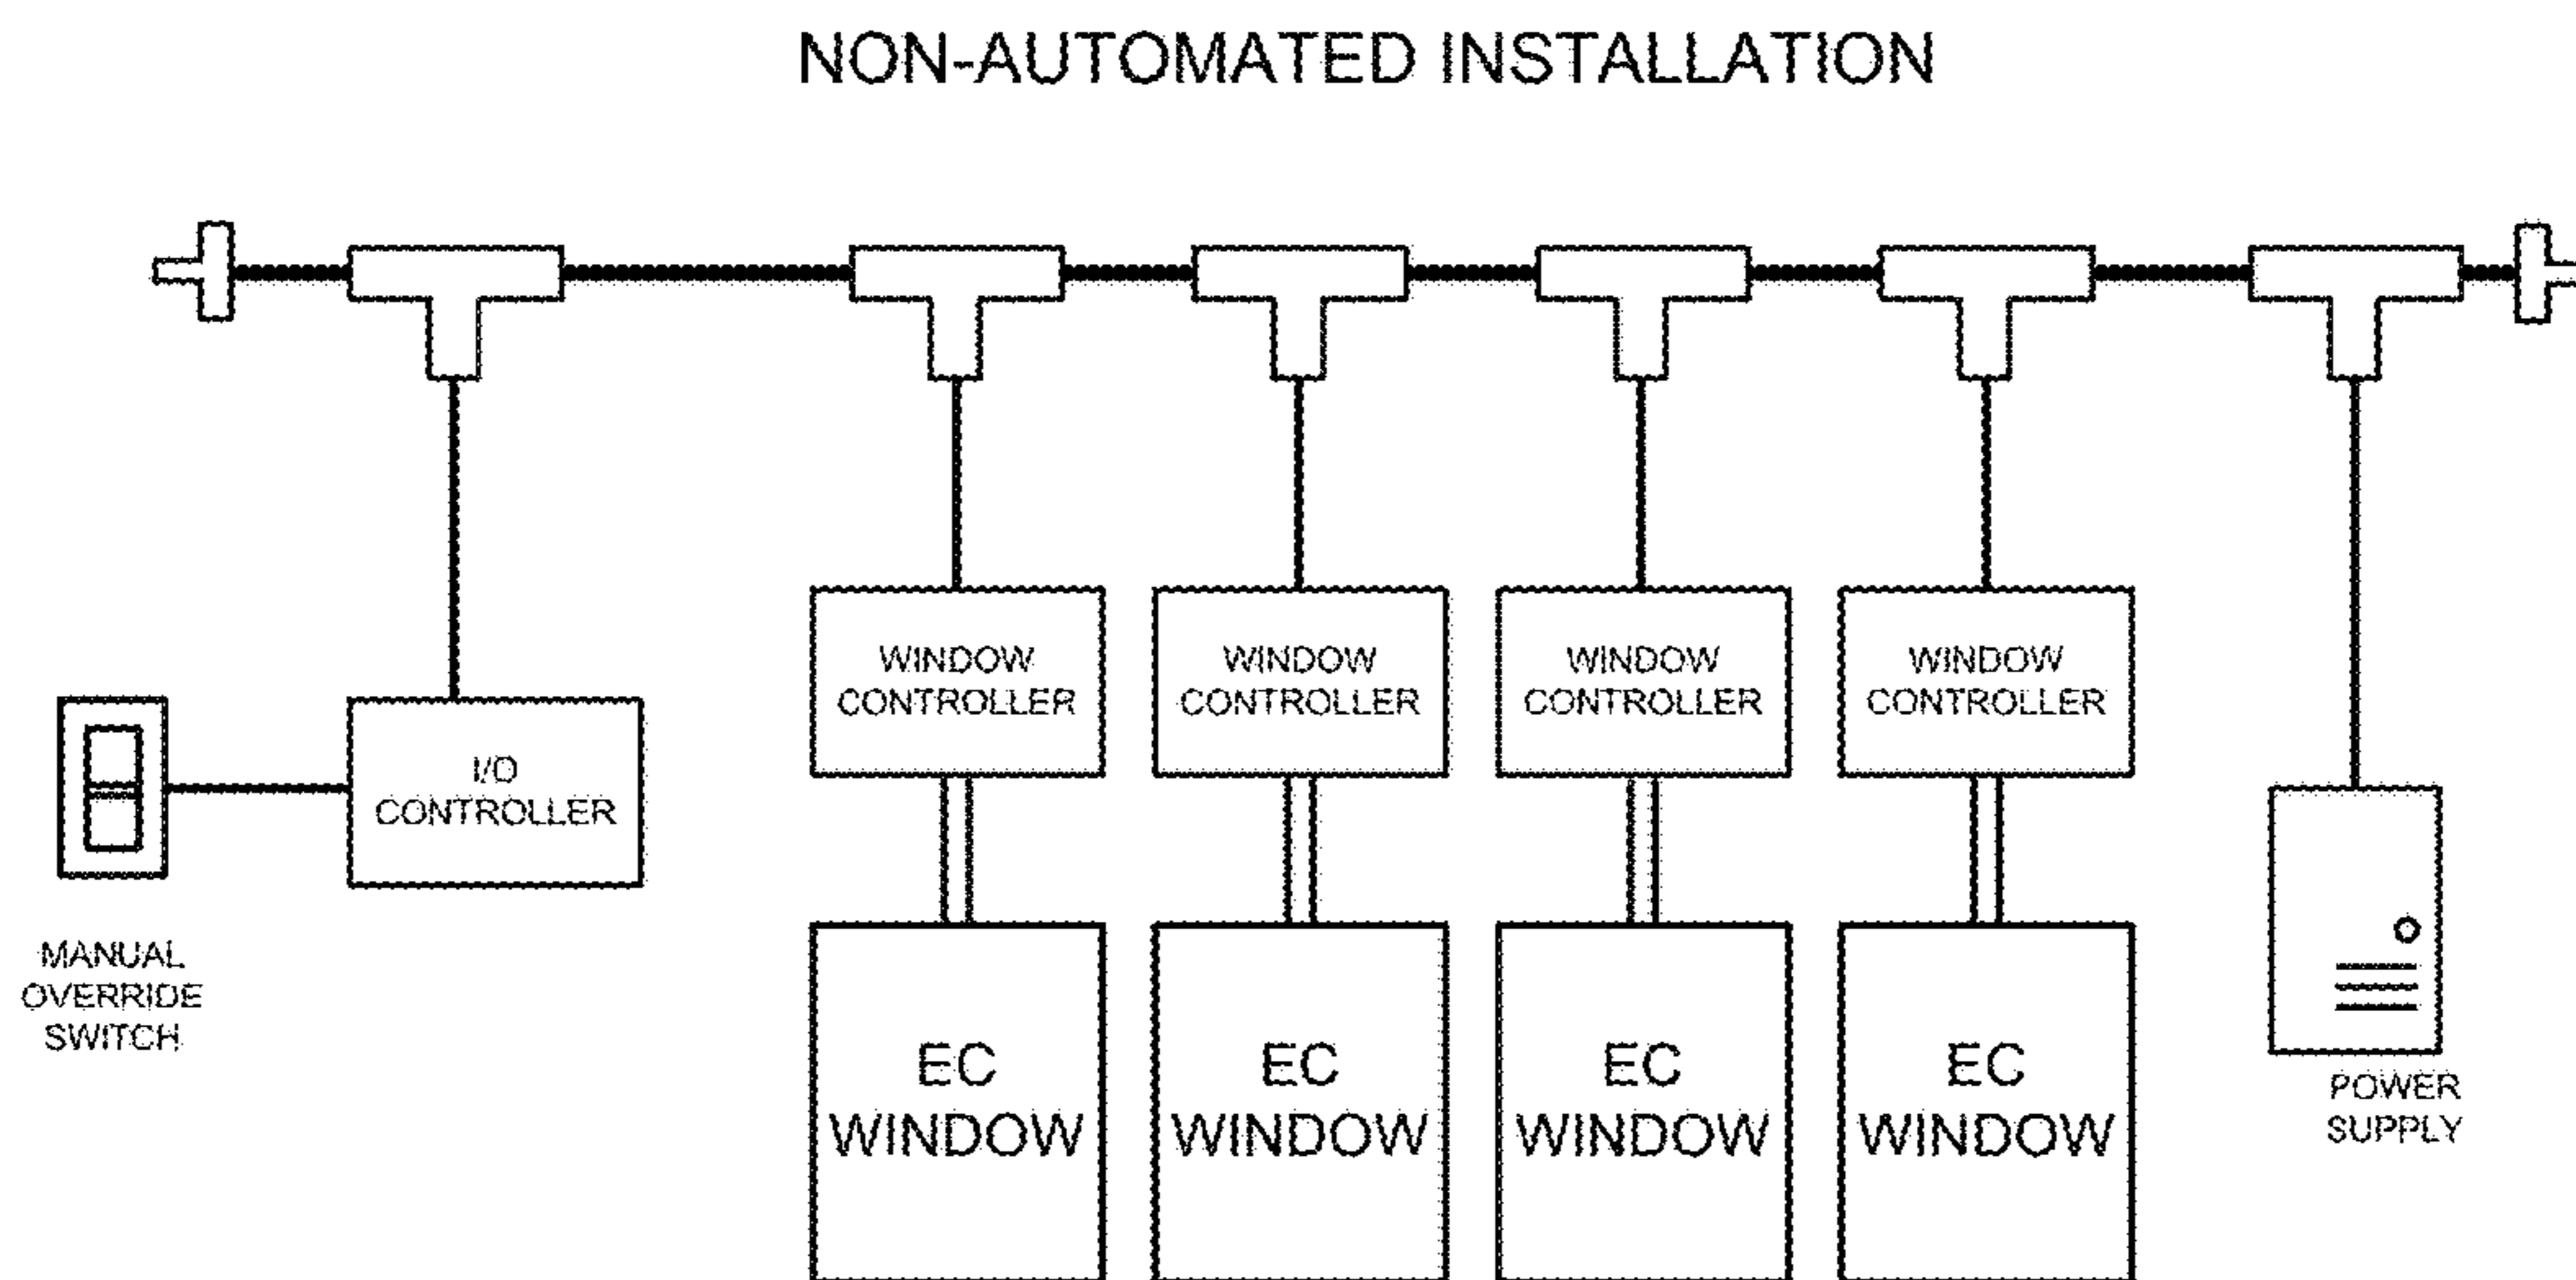 NON-AUTOMATED INSTALLATION
WINDOW
CONTROLLER
WINDOW
CONTROLLER
WINDOW
CONTROLLER
WINDOW
CONTROLLER
I/O
CONTROLLER
MANUAL
OVERRIDE
SWITCH
EC
WINDOW
EC
WINDOW
EC
WINDOW
EC
WINDOW
POWER
SUPPLY